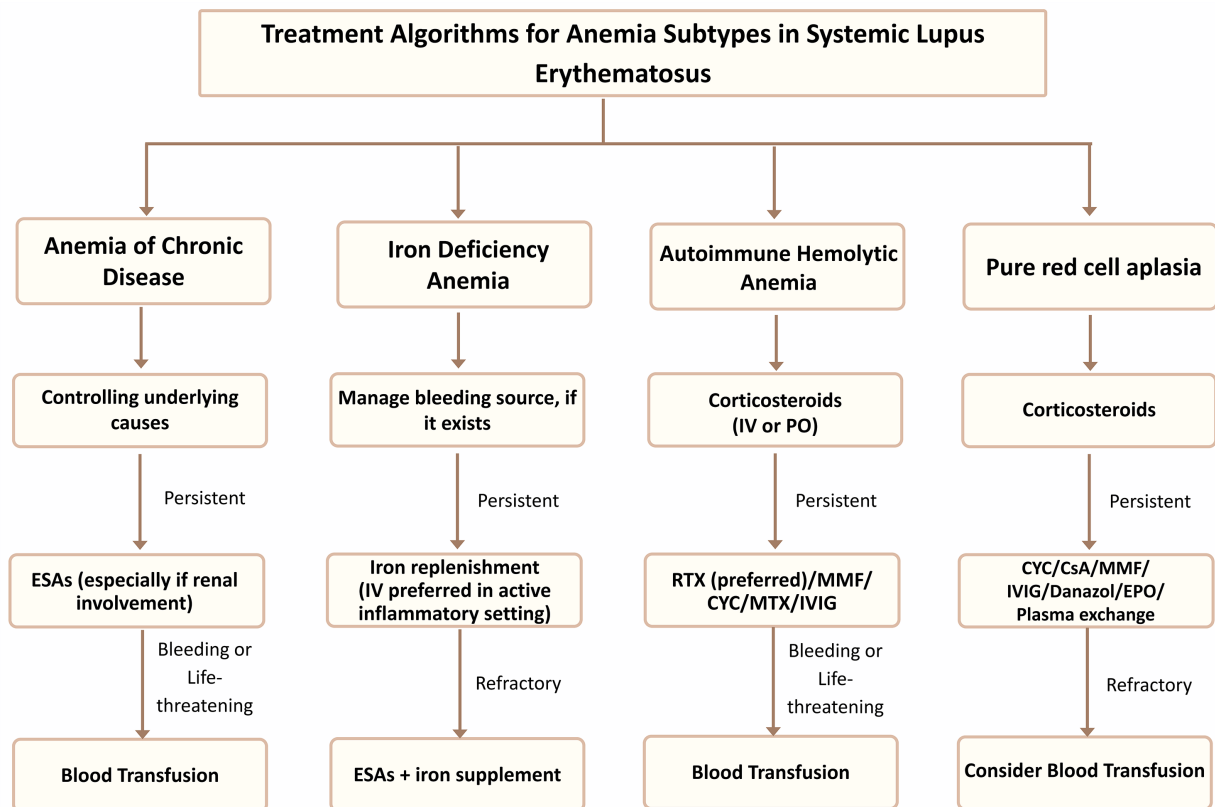 Treatment Algorithms for Anemia Subtypes in Systemic Lupus
Erythematosus
Anemia of Chronic
Disease
Iron Deficiency
Anemia
Autoimmune Hemolytic
Anemia
Pure red cell aplasia
Controlling underlying
causes
Manage bleeding source, if
it exists
Corticosteroids
(IV or PO)
Corticosteroids
Persistent
Persistent
Persistent
Persistent
ESAs (especially if renal
involvement)
Iron replenishment
(IV preferred in active
inflammatory setting)
RTX (preferred)/MMF/
CYC/MTX/IVIG
CYC/CsA/MMF/
IVIG/Danazol/EPO/
Plasma exchange
Bleeding or
Life-
threatening
Refractory
Bleeding or
Life-
threatening
Refractory
Blood Transfusion
ESAs + iron supplement
Blood Transfusion
Consider Blood Transfusion